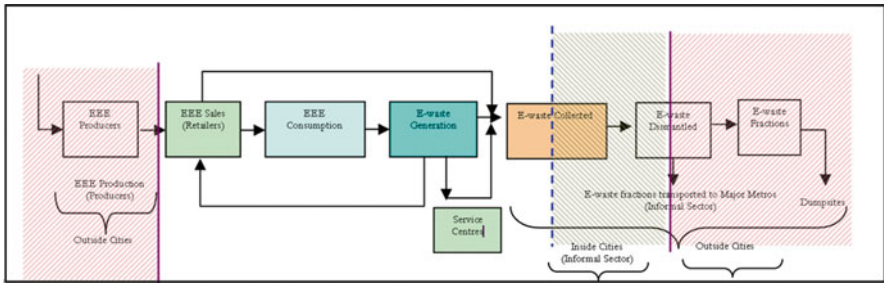 EEE
Producers
EEE Sales
(Retailers)
EEE
Consumption
E-waste
Generation
E-waste Collected
E-waste
Dismantled
E-waste
Fractions
EEE Production
(Producers)
Outside Cities
Service
Centres
E-waste fractions transported to Major Metros
(Informal Sector)
Dumpsites
Inside Cities
(Informal Sector)
Outside Cities